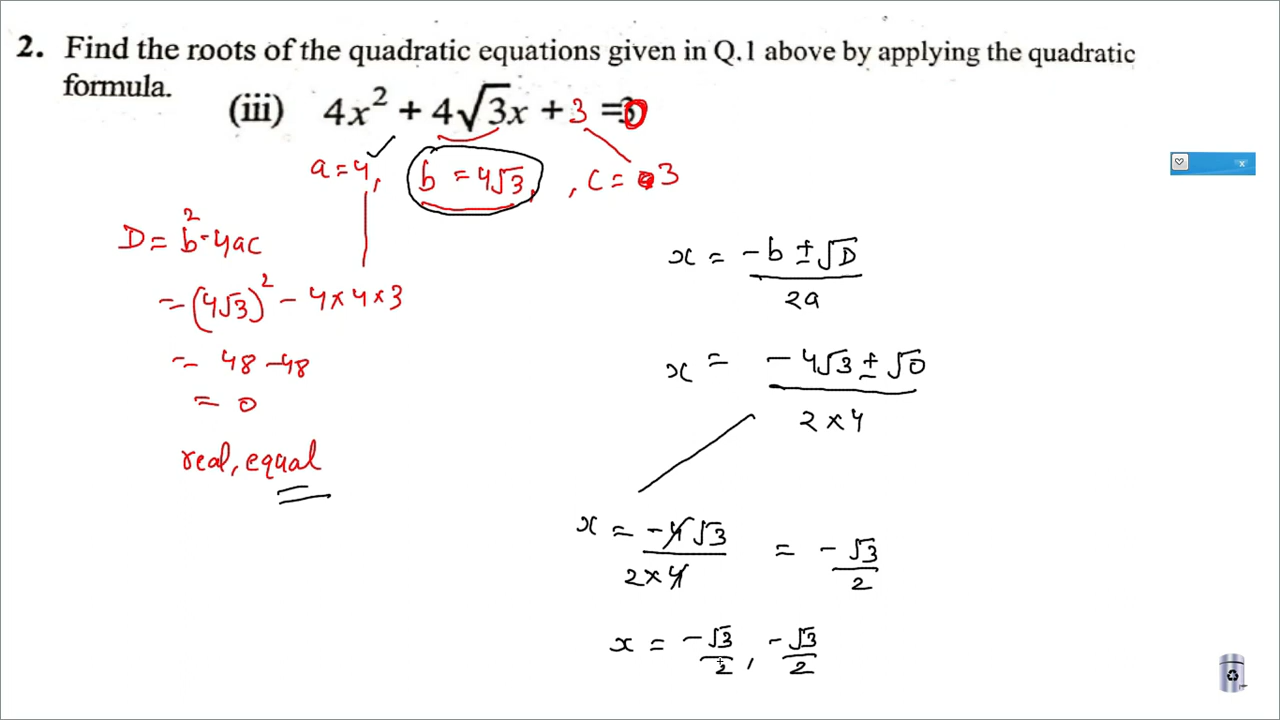 2. Find the roots of the quadratic equations given in Q.1 above by applying the quadratic
formula.
(iii) 4x² + 4√3x + 3 = 0
a = 4, b = 4√3, , c = 3
D = b² - 4ac
= (4√3)² - 4 × 4 × 3
= 48 - 48
= 0
real, equal
x = (-b ± √D)/2a
x = (-4√3 ± √0)/(2 × 4)
x = (-4√3)/(2 × 4) = -√3/2
x = -√3/2, -√3/2